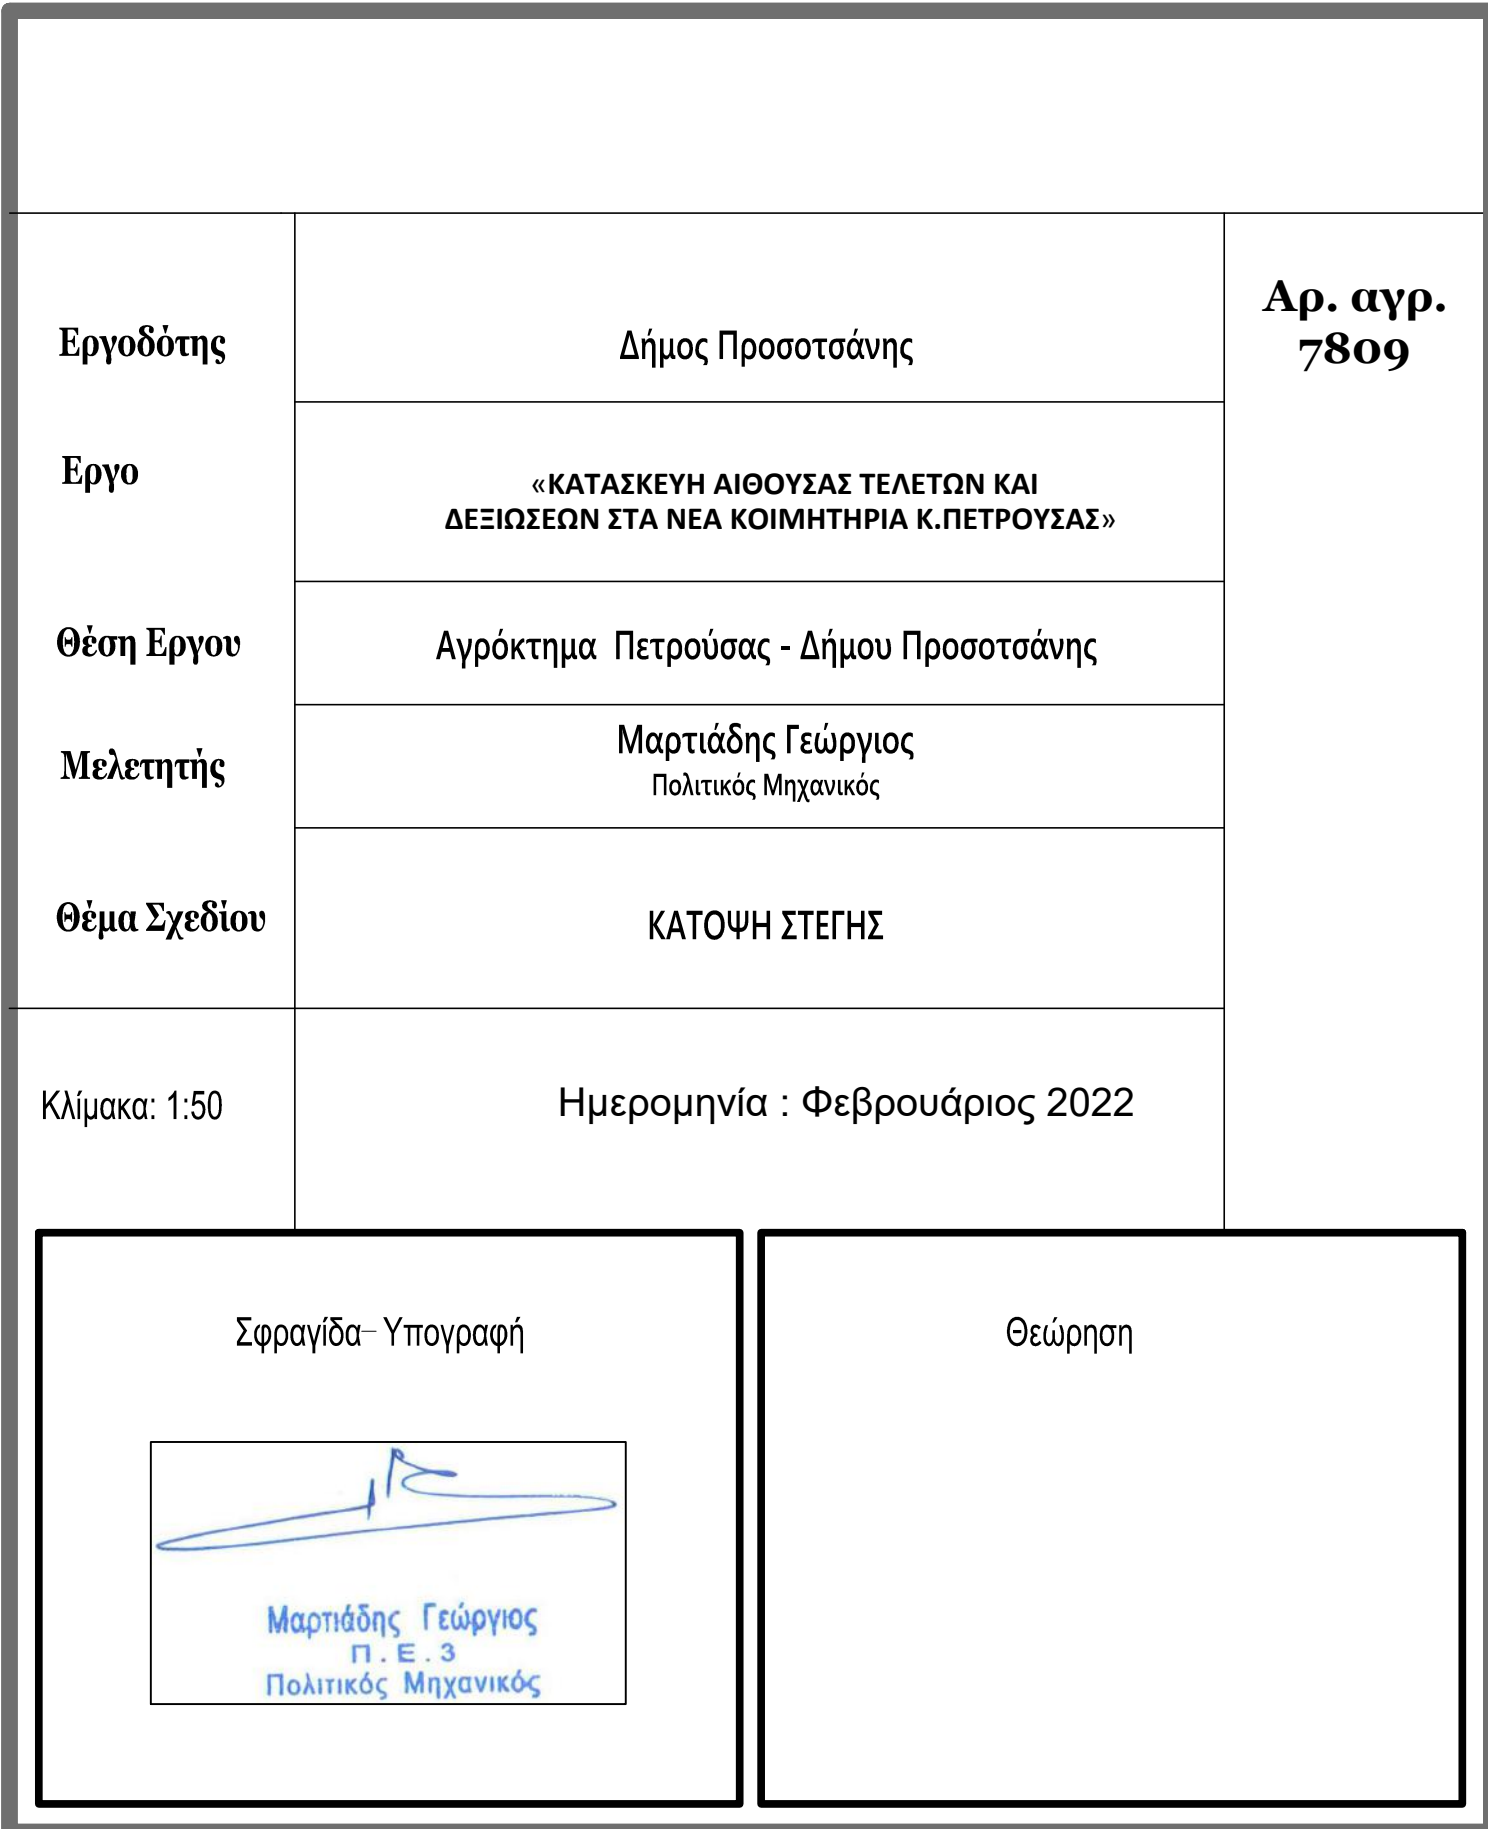 Εργοδότης
Δήμος Προσοτσάνης
Αρ. αγρ.
7809
Εργο
«ΚΑΤΑΣΚΕΥΗ ΑΙΘΟΥΣΑΣ ΤΕΛΕΤΩΝ ΚΑΙ
ΔΕΞΙΩΣΕΩΝ ΣΤΑ ΝΕΑ ΚΟΙΜΗΤΗΡΙΑ Κ.ΠΕΤΡΟΥΣΑΣ»
Θέση Εργου
Αγρόκτημα Πετρούσας - Δήμου Προσοτσάνης
Μελετητής
Μαρτιάδης Γεώργιος
Πολιτικός Μηχανικός
Θέμα Σχεδίου
ΚΑΤΟΨΗ ΣΤΕΓΗΣ
Κλίμακα: 1:50
Ημερομηνία : Φεβρουάριος 2022
Σφραγίδα– Υπογραφή
Θεώρηση
Μαρτιάδης Γεώργιος
Π.Ε.3
Πολιτικός Μηχανικός